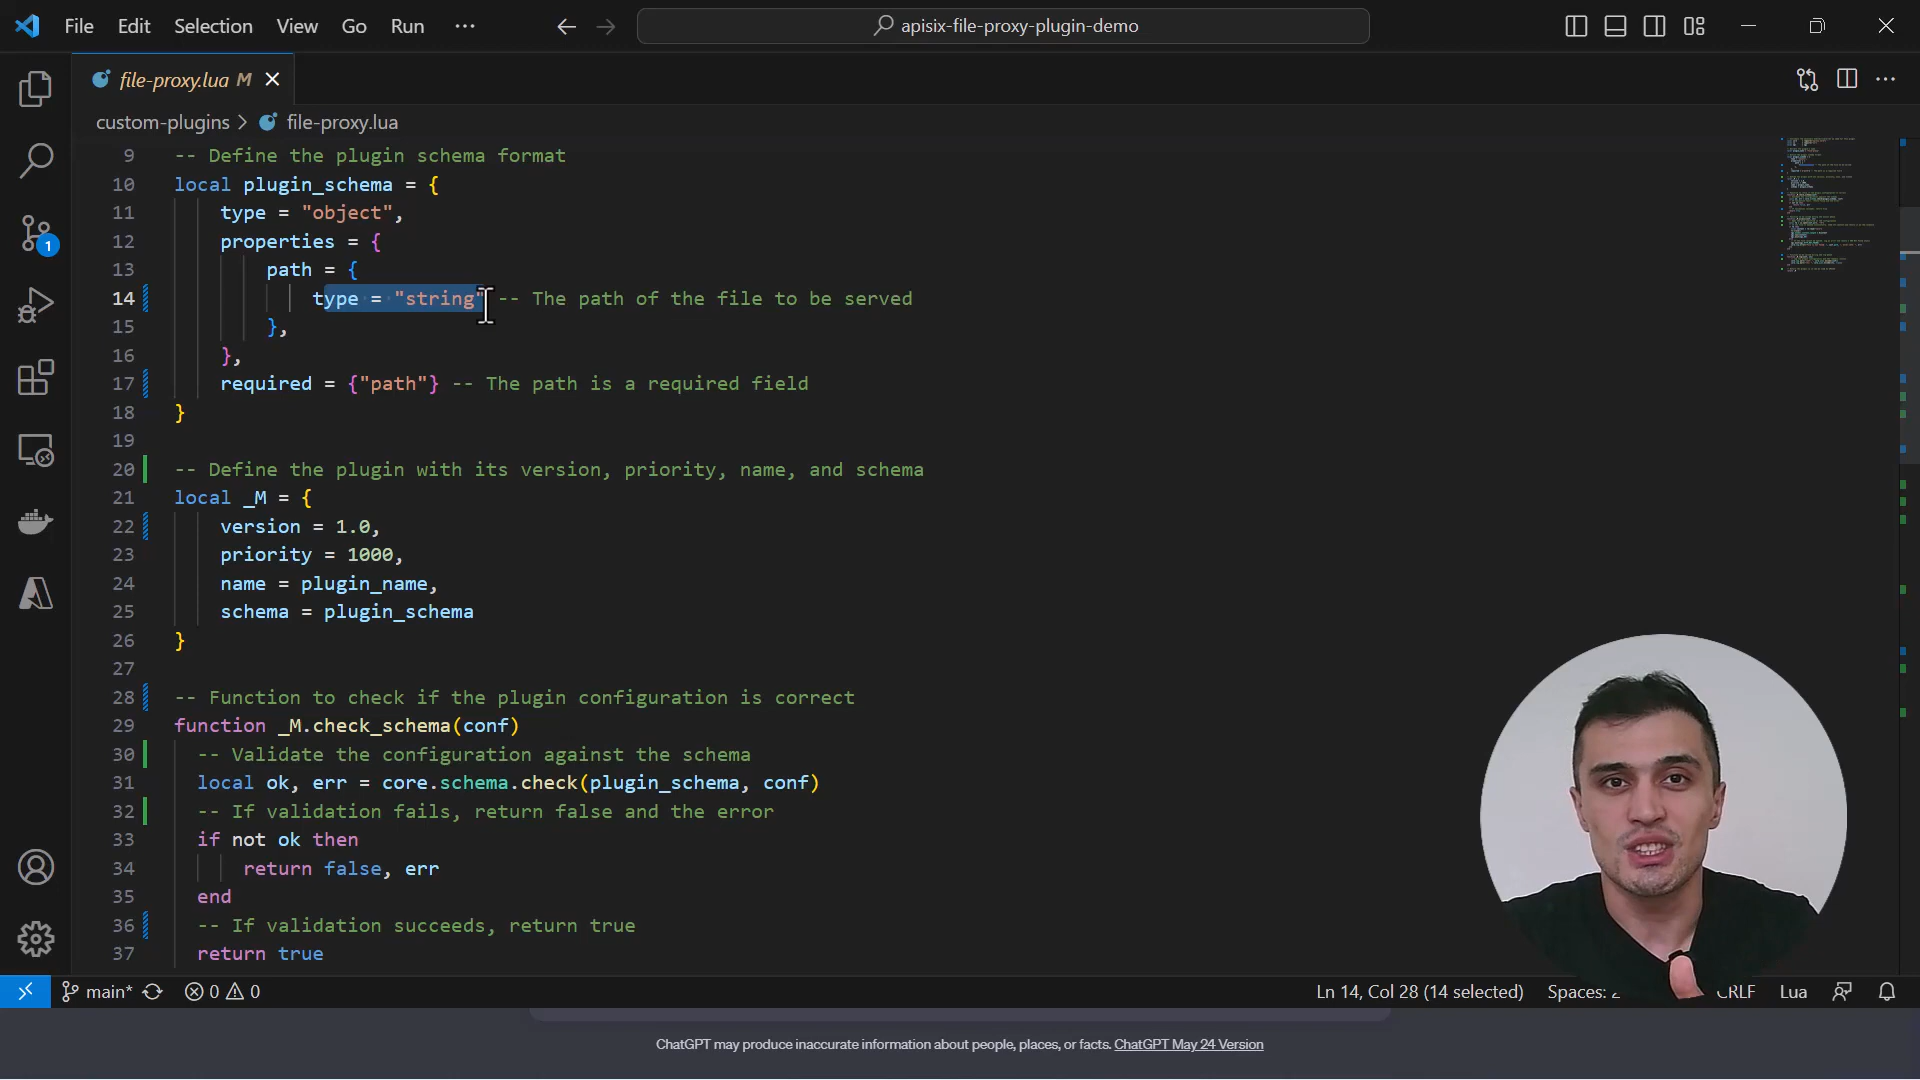 File Edit Selection View Go Run ··· apisix-file-proxy-plugin-demo
file-proxy.lua M
custom-plugins > file-proxy.lua
9 -- Define the plugin schema format
10 local plugin_schema = {
11 type = "object",
12 properties = {
13 path = {
14 type = "string" -- The path of the file to be served
15 },
16 },
17 required = {"path"} -- The path is a required field
18 }
19
20 -- Define the plugin with its version, priority, name, and schema
21 local _M = {
22 version = 1.0,
23 priority = 1000,
24 name = plugin_name,
25 schema = plugin_schema
26 }
27
28 -- Function to check if the plugin configuration is correct
29 function _M.check_schema(conf)
30 -- Validate the configuration against the schema
31 local ok, err = core.schema.check(plugin_schema, conf)
32 -- If validation fails, return false and the error
33 if not ok then
34 return false, err
35 end
36 -- If validation succeeds, return true
37 return true
1
main* 0 0 Ln 14, Col 28 (14 selected) Spaces: CRLF Lua
ChatGPT may produce inaccurate information about people, places, or facts. ChatGPT May 24 Version